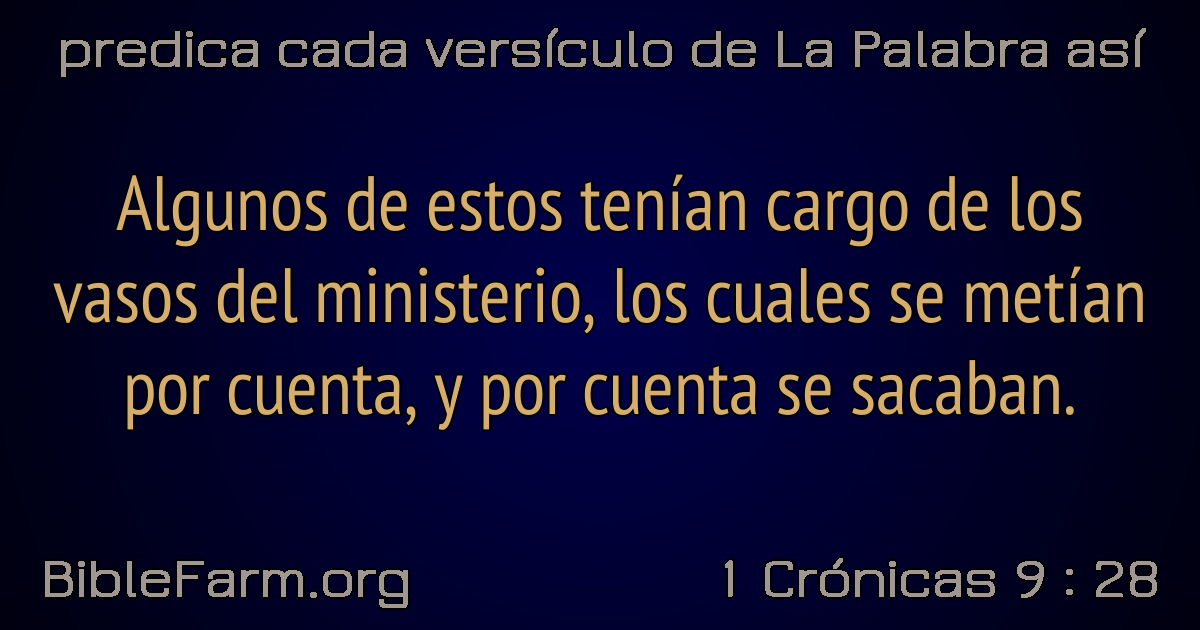 predica cada versículo de La Palabra así
Algunos de estos tenían cargo de los
vasos del ministerio, los cuales se metían
por cuenta, y por cuenta se sacaban.
BibleFarm.org
1 Crónicas 9 : 28